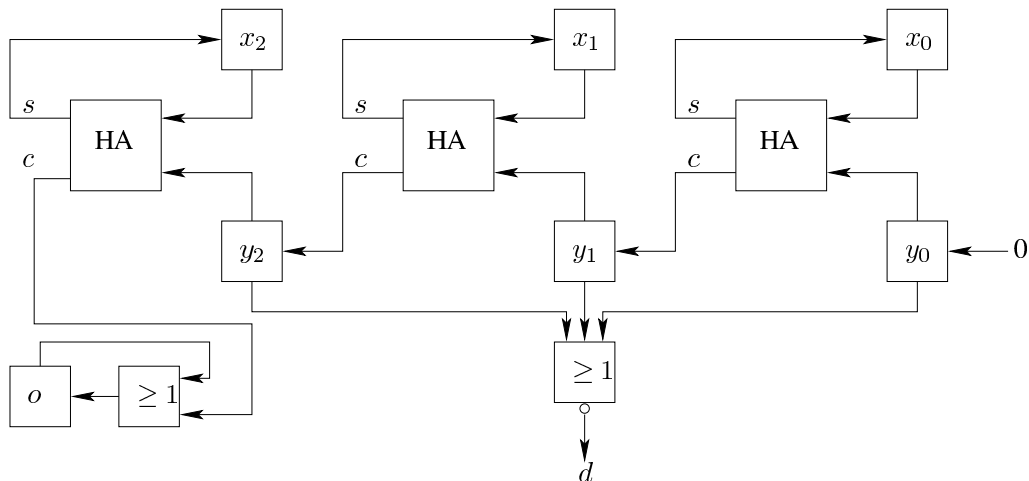 x₂ x₁ x₀
s s s
HA HA HA
c c c
y₂ y₁ y₀ 0
o ≥ 1 ≥ 1
d